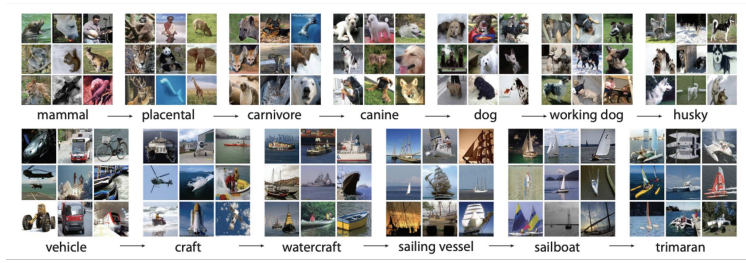 mammal → placental → carnivore → canine → dog → working dog → husky
vehicle → craft → watercraft → sailing vessel → sailboat → trimaran